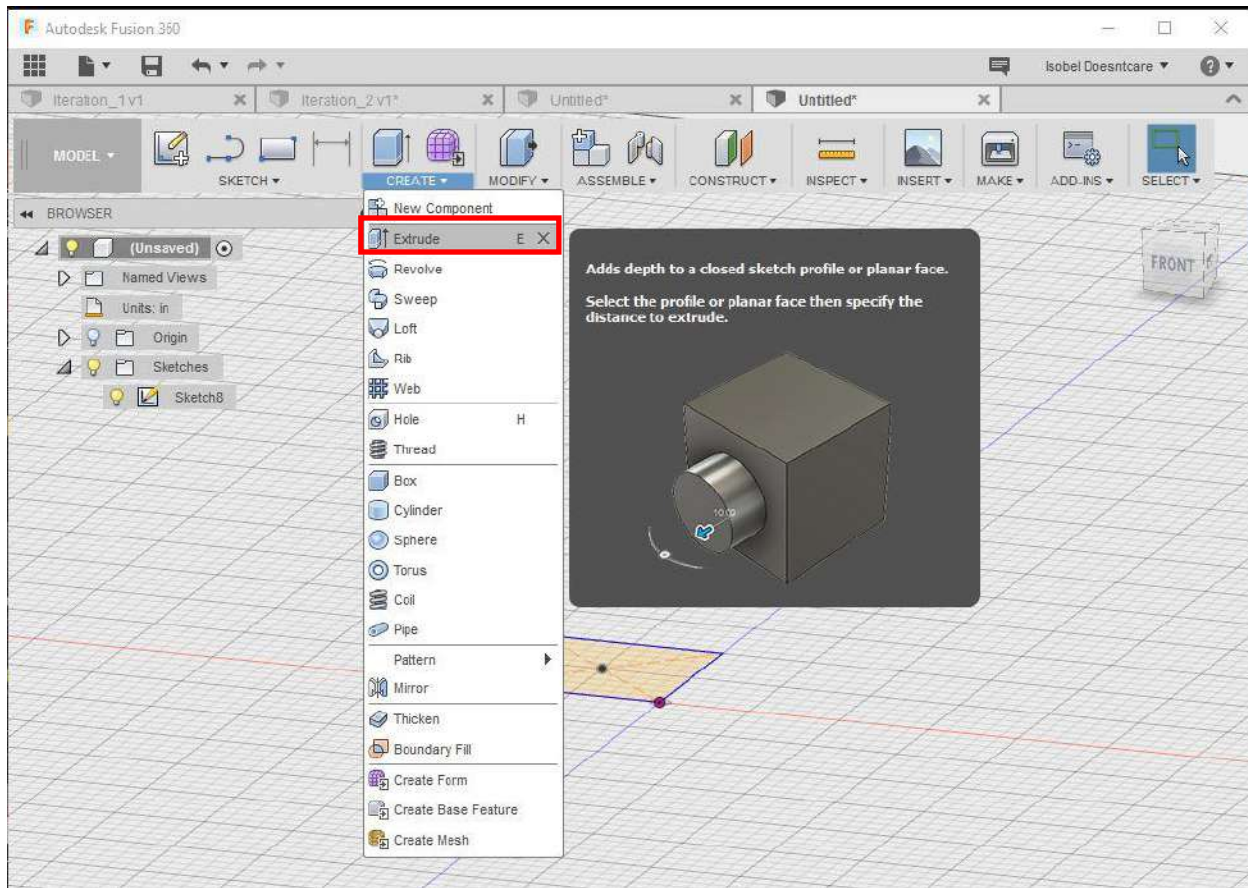 Autodesk Fusion 360
Isobel Doesntcare
Iteration_1 v1
Iteration_2 v1*
Untitled*
Untitled*
MODEL
SKETCH
CREATE
MODIFY
ASSEMBLE
CONSTRUCT
INSPECT
INSERT
MAKE
ADD-INS
SELECT
BROWSER
(Unsaved)
Named Views
Units: in
Origin
Sketches
Sketch8
New Component
Extrude E
Revolve
Sweep
Loft
Rib
Web
Hole H
Thread
Box
Cylinder
Sphere
Torus
Coil
Pipe
Pattern
Mirror
Thicken
Boundary Fill
Create Form
Create Base Feature
Create Mesh
Adds depth to a closed sketch profile or planar face.
Select the profile or planar face then specify the
distance to extrude.
10.00
FRONT